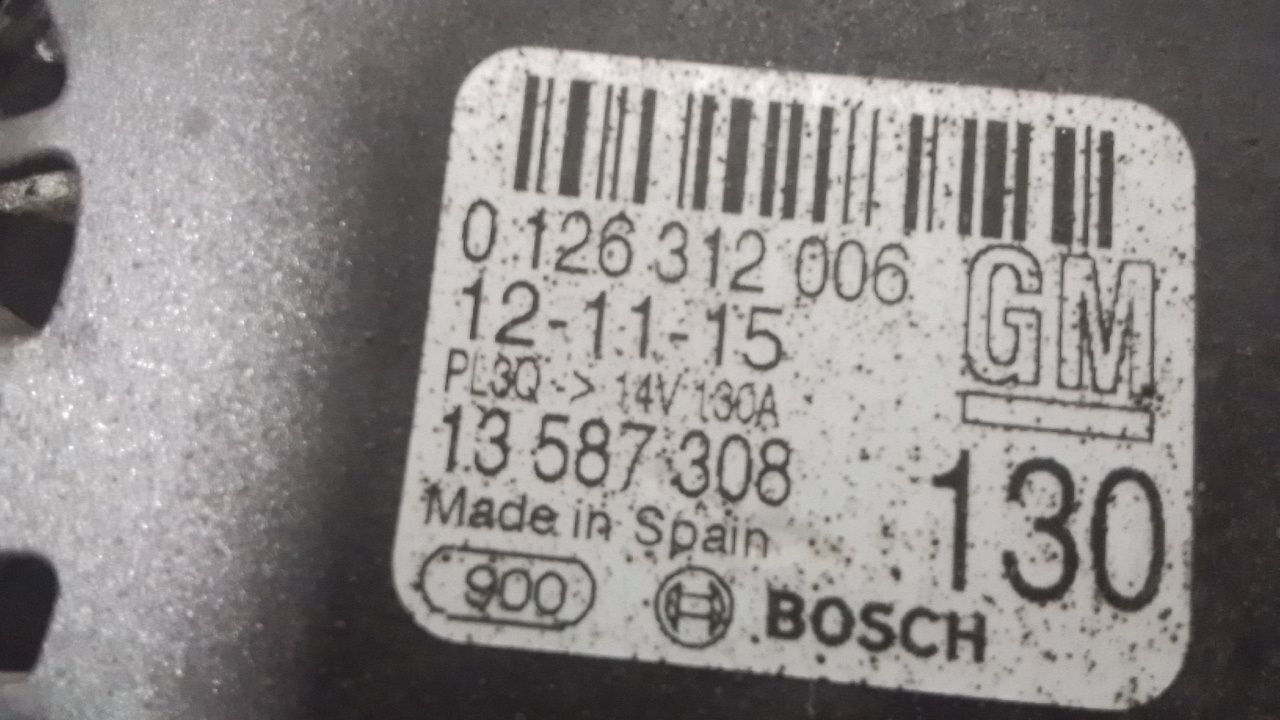 0 126 312 006
12-11-15
PL3Q -> 14V 130A
13 587 308
Made in Spain
900
BOSCH
GM
130